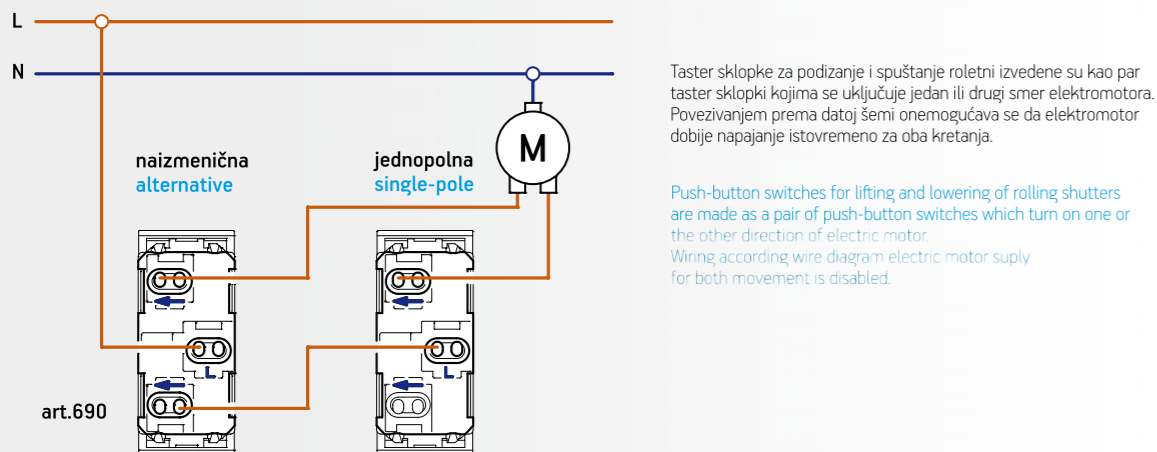 L
N
M
naizmenična
alternative
jednopolna
single-pole
L
L
art.690
Taster sklopke za podizanje i spuštanje roletni izvedene su kao par
taster sklopki kojima se uključuje jedan ili drugi smer elektromotora.
Povezivanjem prema datoj šemi onemogućava se da elektromotor
dobije napajanje istovremeno za oba kretanja.
Push-button switches for lifting and lowering of rolling shutters
are made as a pair of push-button switches which turn on one or
the other direction of electric motor.
Wiring according wire diagram electric motor suply
for both movement is disabled.